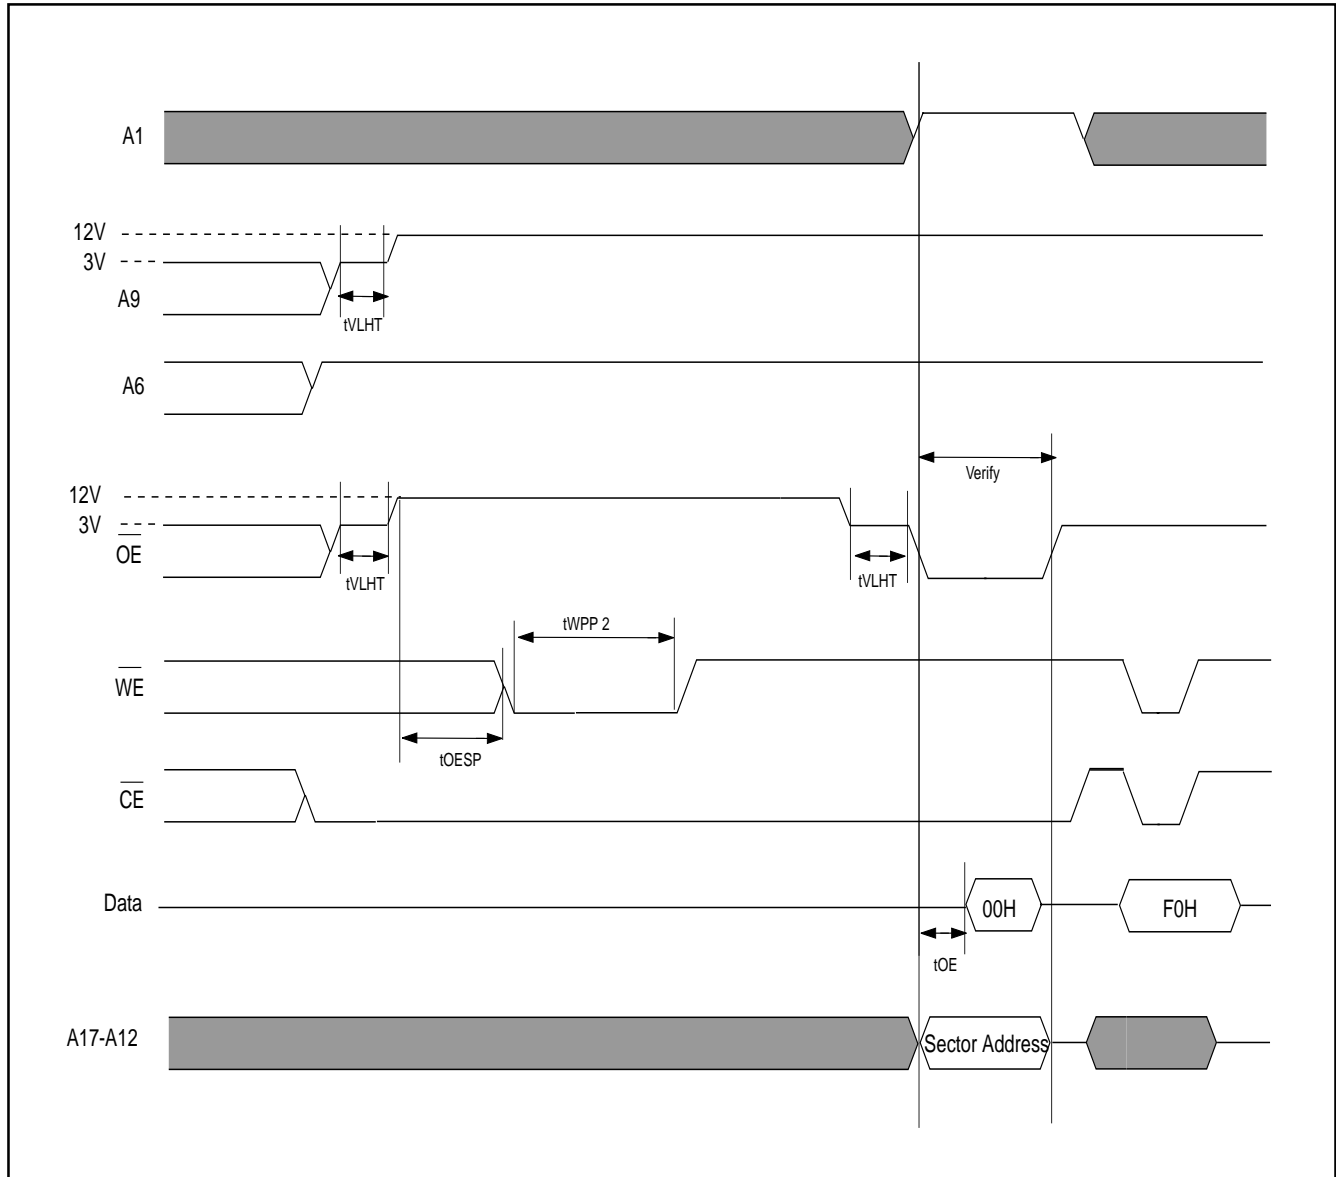 A1
12V
3V
A9
tVLHT
A6
Verify
12V
3V
OE
tVLHT
tVLHT
tWPP 2
WE
tOESP
CE
Data
00H
F0H
tOE
A17-A12
Sector Address